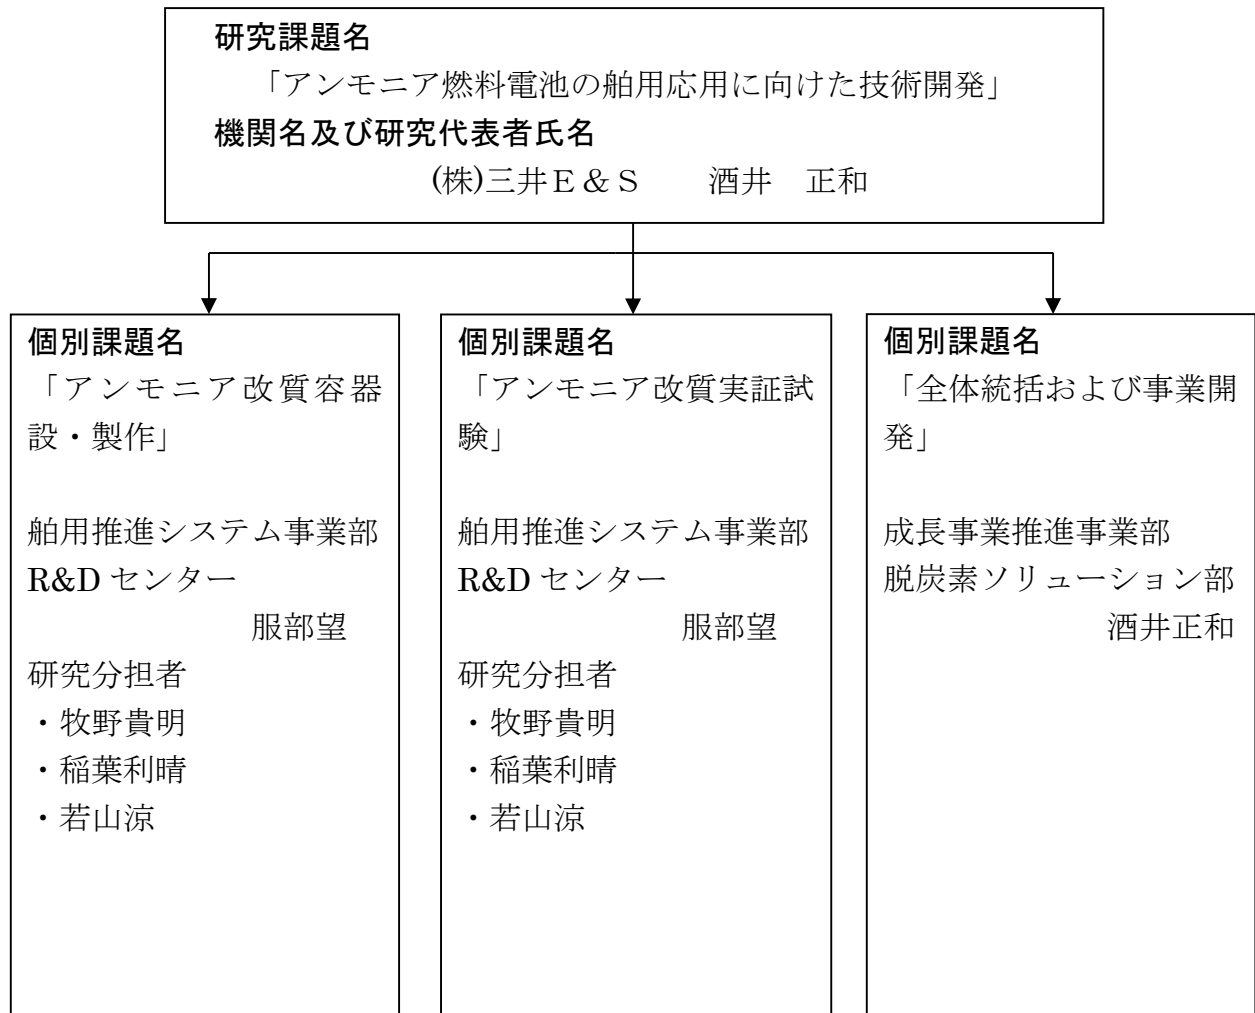 研究課題名
「アンモニア燃料電池の舶用応用に向けた技術開発」
機関名及び研究代表者氏名
(株)三井Ｅ＆Ｓ　　酒井　正和
個別課題名
「アンモニア改質容器
設・製作」
舶用推進システム事業部
R&D センター
服部望
研究分担者
・牧野貴明
・稲葉利晴
・若山涼
個別課題名
「アンモニア改質実証試
験」
舶用推進システム事業部
R&D センター
服部望
研究分担者
・牧野貴明
・稲葉利晴
・若山涼
個別課題名
「全体統括および事業開
発」
成長事業推進事業部
脱炭素ソリューション部
酒井正和